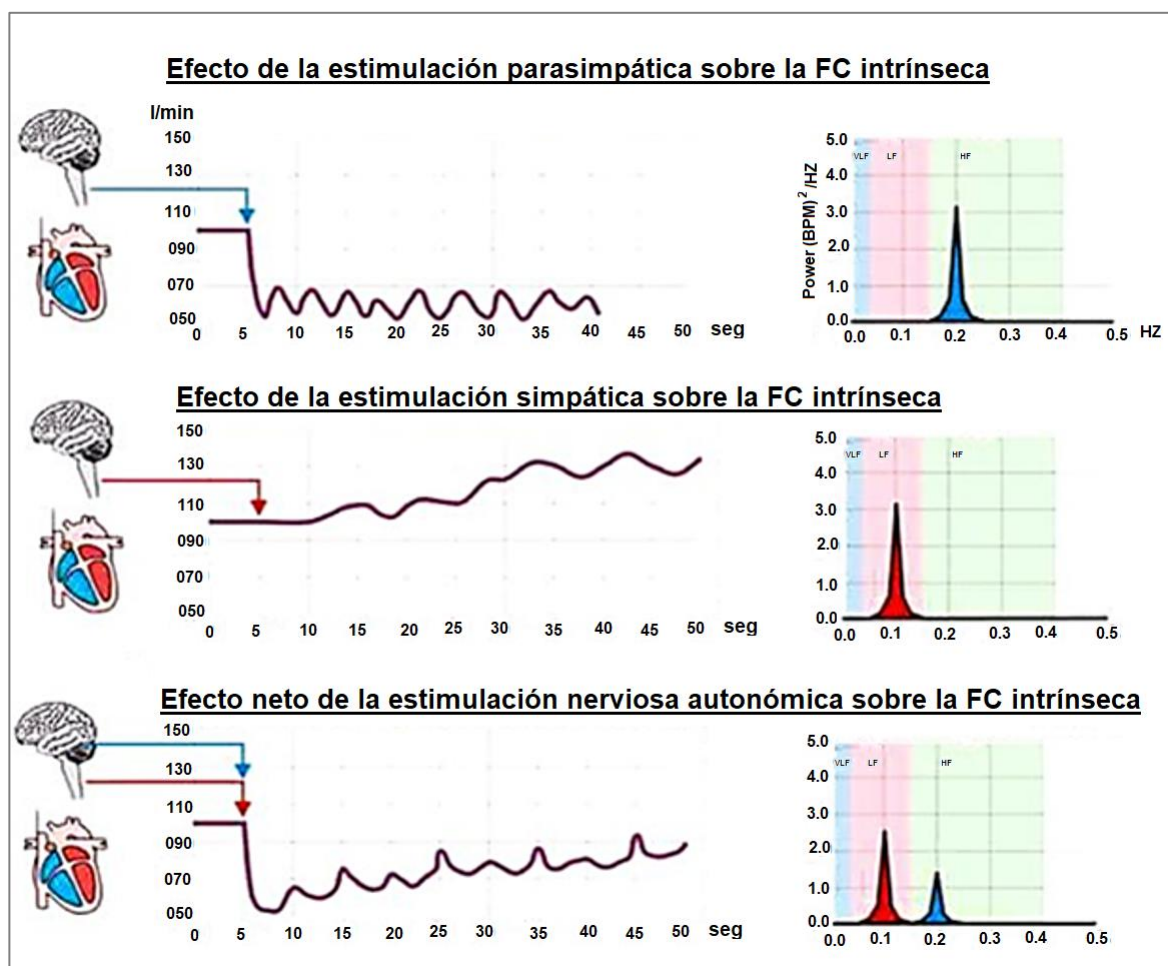 Efecto de la estimulación parasimpática sobre la FC intrínseca
l/min
150
130
110
090
070
050
0 5 10 15 20 25 30 35 40 45 50 seg
5.0
4.0
3.0
2.0
1.0
0.0
Power (BPM)² /HZ
VLF LF HF
0.1 0.2 0.3 0.4 0.5 HZ
Efecto de la estimulación simpática sobre la FC intrínseca
150
130
110
090
070
050
0 5 10 15 20 25 30 35 40 45 50 seg
5.0
4.0
3.0
2.0
1.0
0.0
VLF LF HF
0.0 0.1 0.2 0.3 0.4 0.5
Efecto neto de la estimulación nerviosa autonómica sobre la FC intrínseca
150
130
110
090
070
050
0 5 10 15 20 25 30 35 40 45 50 seg
5.0
4.0
3.0
2.0
1.0
0.0
VLF LF HF
0.0 0.1 0.2 0.3 0.4 0.5